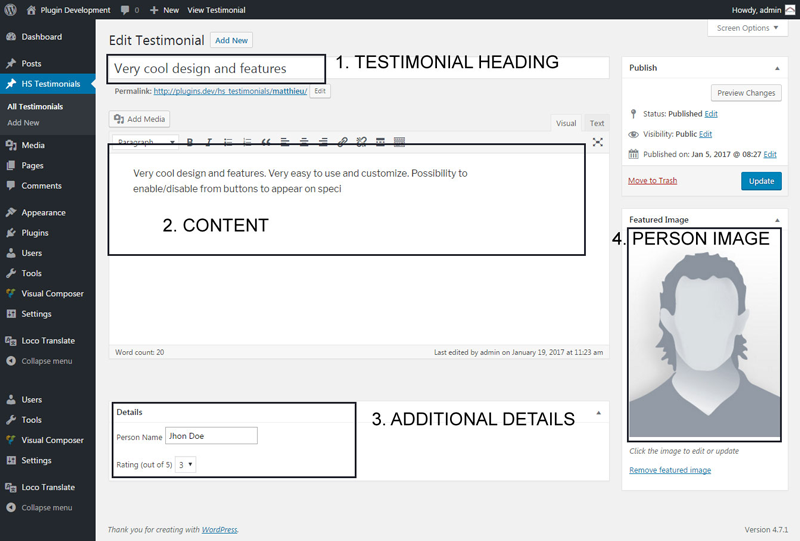 Plugin Development 0 + New View Testimonial Howdy, admin
Screen Options ▼
Dashboard
Posts
HS Testimonials
All Testimonials
Add New
Media
Pages
Comments
Appearance
Plugins
Users
Tools
Visual Composer
Settings
Loco Translate
Collapse menu
Users
Tools
Visual Composer
Settings
Loco Translate
Collapse menu
Edit Testimonial Add New
Very cool design and features
1. TESTIMONIAL HEADING
Permalink: http://plugins.dev/hs_testimonials/matthieu/ Edit
Add Media
Visual Text
Paragraph
Very cool design and features. Very easy to use and customize. Possibility to
enable/disable from buttons to appear on speci
2. CONTENT
Word count: 20 Last edited by admin on January 19, 2017 at 11:23 am
Details
3. ADDITIONAL DETAILS
Person Name Jhon Doe
Rating (out of 5) 3
Publish
Preview Changes
Status: Published Edit
Visibility: Public Edit
Published on: Jan 5, 2017 @ 08:27 Edit
Move to Trash Update
Featured Image
4. PERSON IMAGE
Click the image to edit or update
Remove featured image
Thank you for creating with WordPress. Version 4.7.1